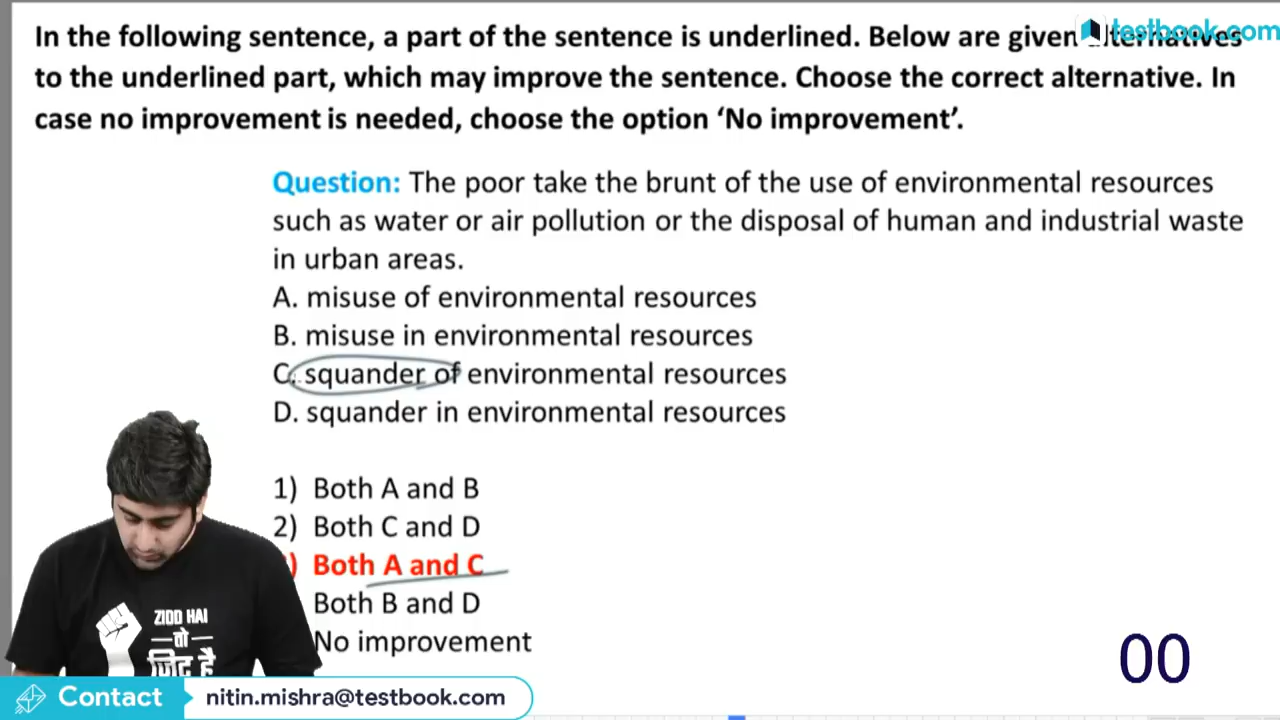 In the following sentence, a part of the sentence is underlined. Below are given alternatives
testbook.com
to the underlined part, which may improve the sentence. Choose the correct alternative. In
case no improvement is needed, choose the option ‘No improvement’.
Question: The poor take the brunt of the use of environmental resources
such as water or air pollution or the disposal of human and industrial waste
in urban areas.
A. misuse of environmental resources
B. misuse in environmental resources
C. squander of environmental resources
D. squander in environmental resources
1) Both A and B
2) Both C and D
) Both A and C
Both B and D
No improvement
ZIDD HAI
तो
ज़िद है
00
Contact nitin.mishra@testbook.com